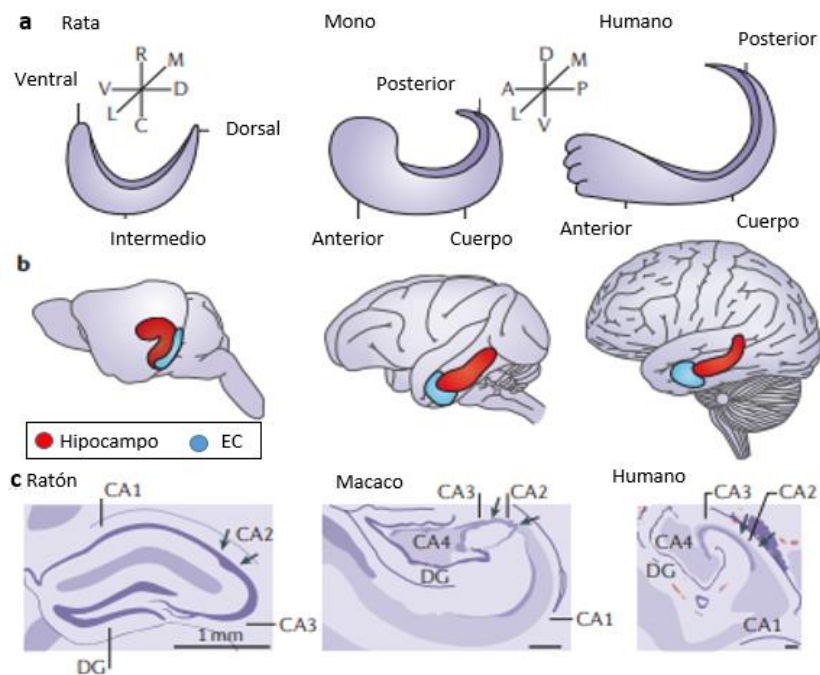 a Rata Mono Humano
R
M
V D
L
C
Ventral
Dorsal
Intermedio
D
M
A P
L
V
Posterior
Anterior Cuerpo
Posterior
Anterior
Cuerpo
b
Hipocampo EC
c Ratón Macaco Humano
CA1
CA2
CA3
DG
1 mm
CA3 CA2
CA4
DG
CA1
CA3
CA2
CA4
DG
CA1